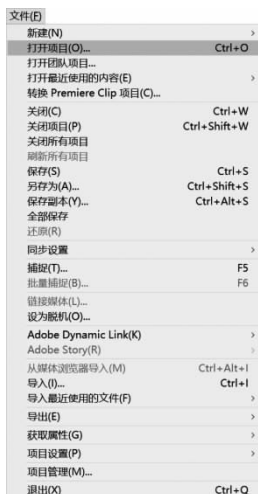 文件(F)
新建(N)
打开项目(O)... Ctrl+O
打开团队项目...
打开最近使用的内容(E)
转换 Premiere Clip 项目(C)...
关闭(C) Ctrl+W
关闭项目(P) Ctrl+Shift+W
关闭所有项目
刷新所有项目
保存(S) Ctrl+S
另存为(A)... Ctrl+Shift+S
保存副本(Y)... Ctrl+Alt+S
全部保存
还原(R)
同步设置
捕捉(T)... F5
批量捕捉(B)... F6
链接媒体(L)...
设为脱机(O)...
Adobe Dynamic Link(K)
Adobe Story(R)
从媒体浏览器导入(M) Ctrl+Alt+I
导入(I)... Ctrl+I
导入最近使用的文件(F)
导出(E)
获取属性(G)
项目设置(P)
项目管理(M)...
退出(X) Ctrl+Q